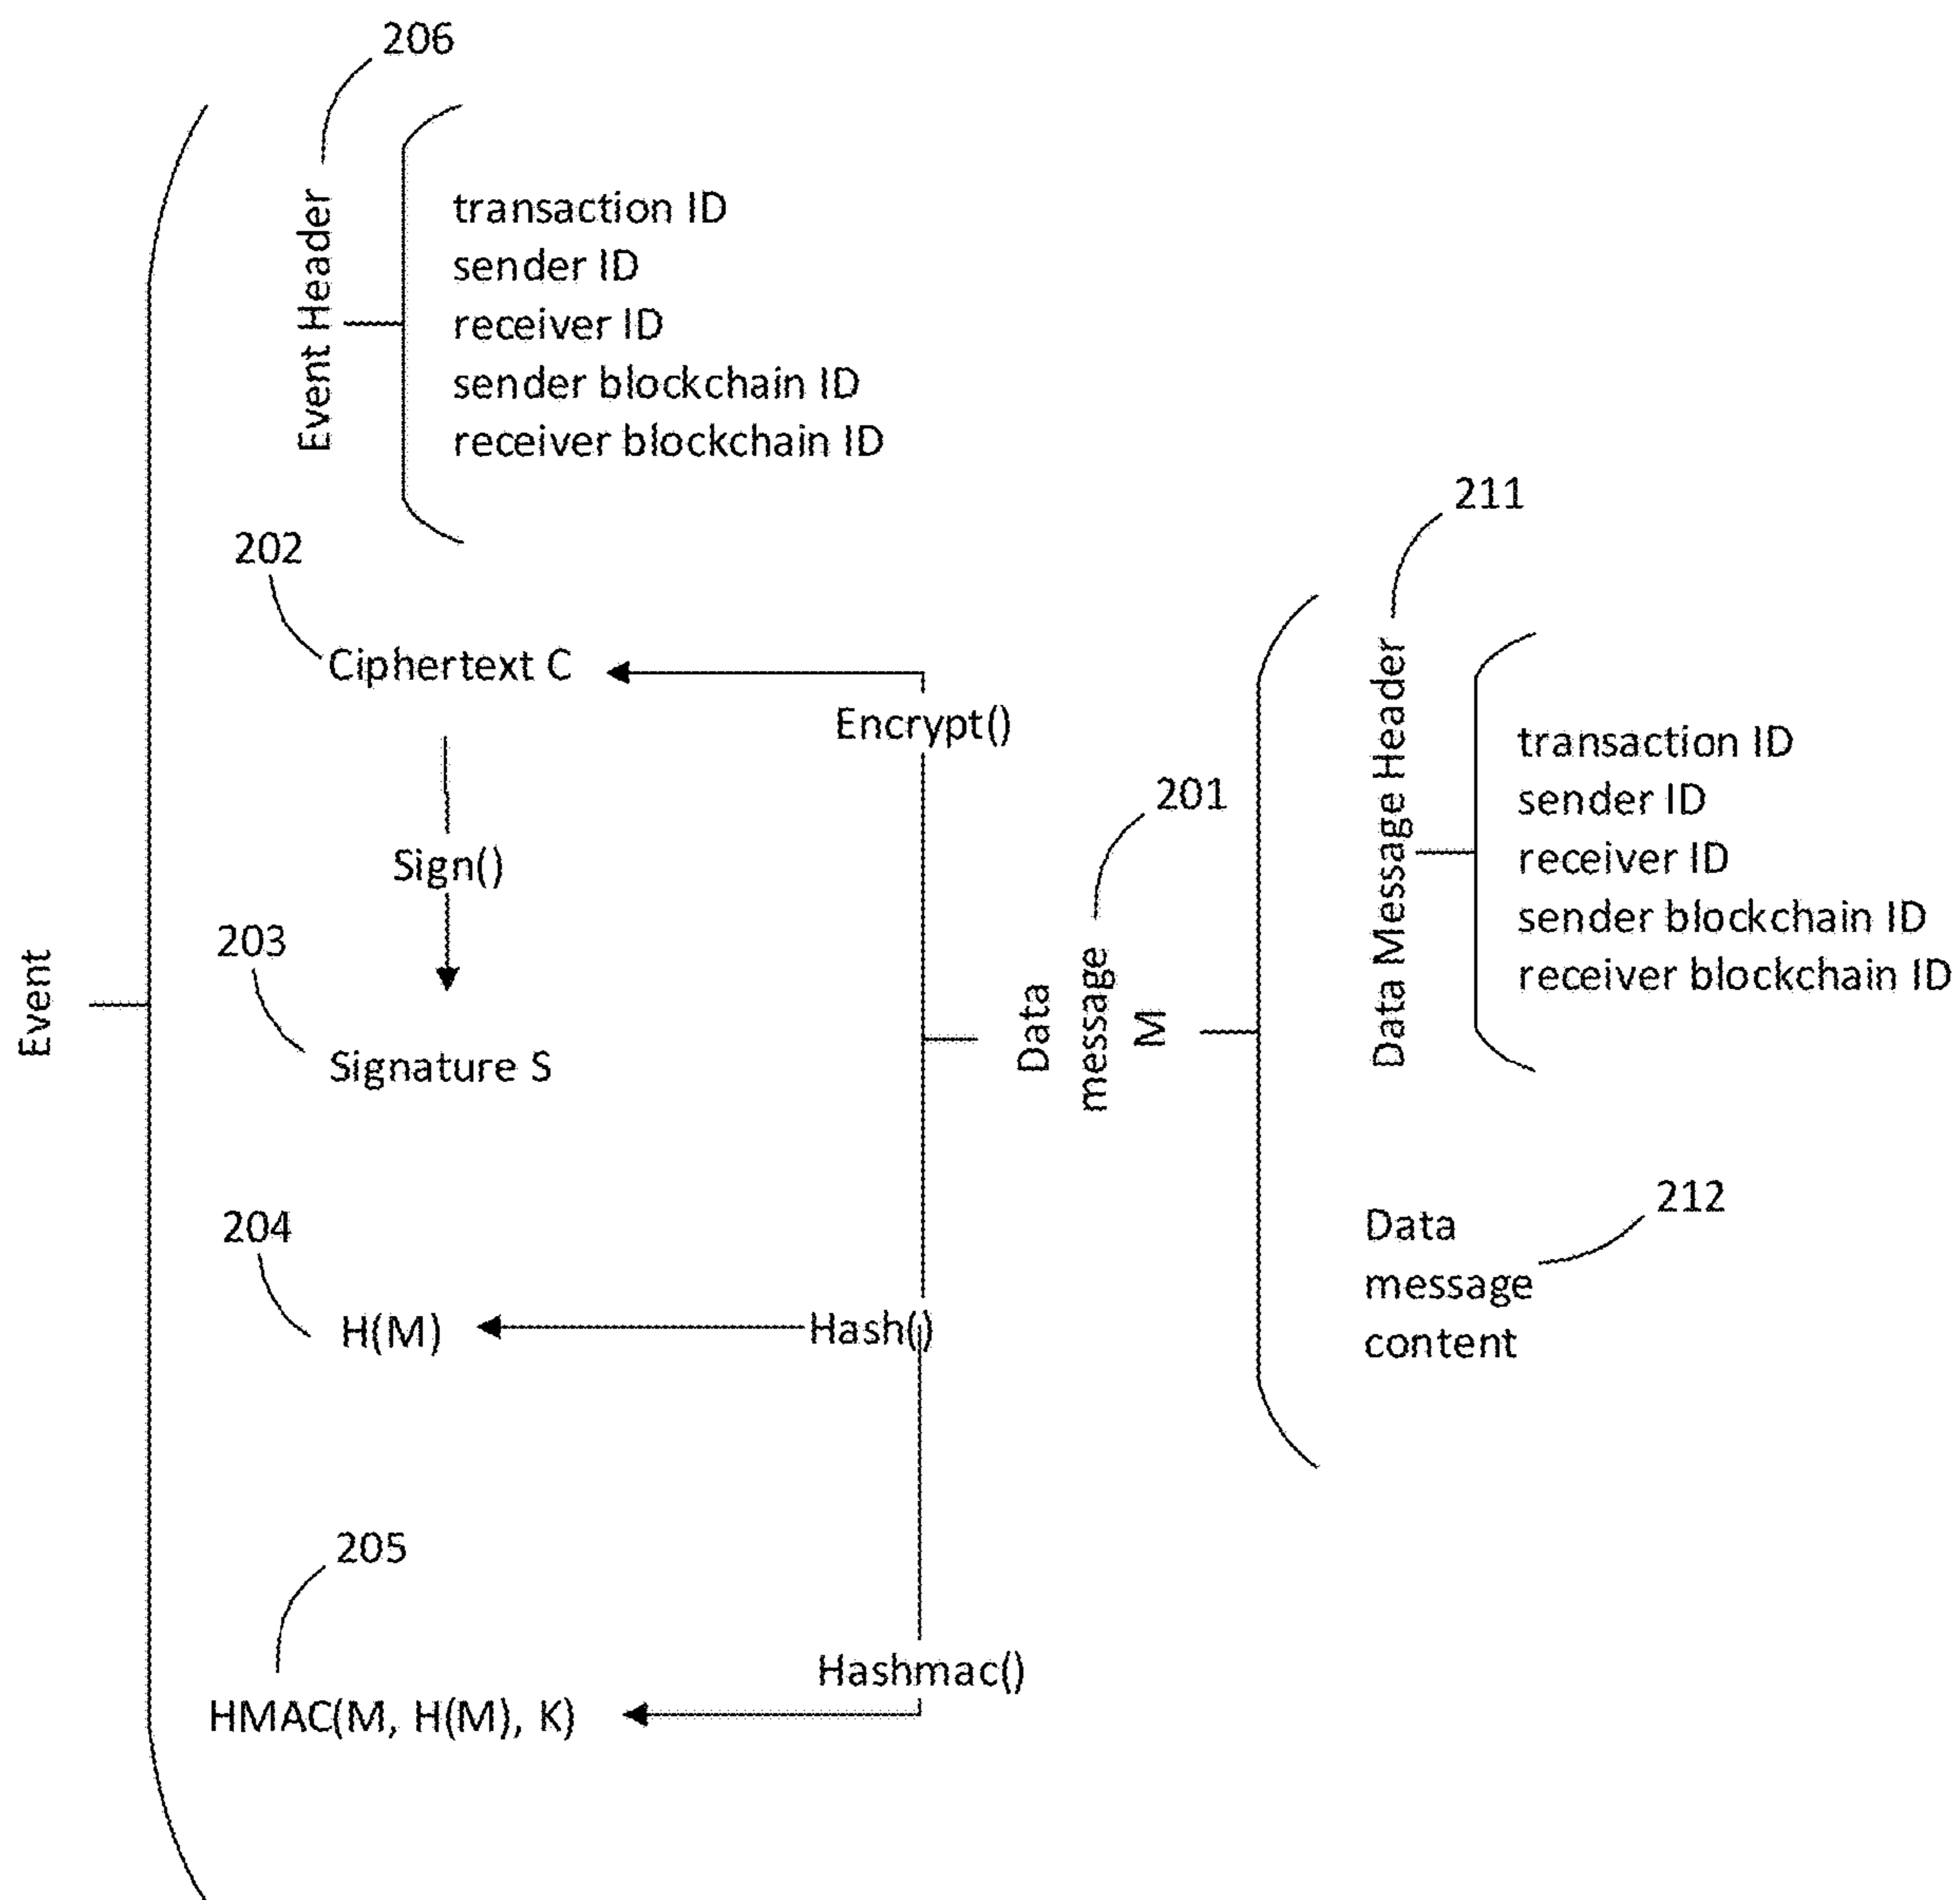 206
Event Header
transaction ID
sender ID
receiver ID
sender blockchain ID
receiver blockchain ID
202
Ciphertext C
Encrypt()
Sign()
203
Signature S
Event
204
H(M)
Hash()
205
Hashmac()
HMAC(M, H(M), K)
201
Data
message
M
211
Data Message Header
transaction ID
sender ID
receiver ID
sender blockchain ID
receiver blockchain ID
212
Data
message
content